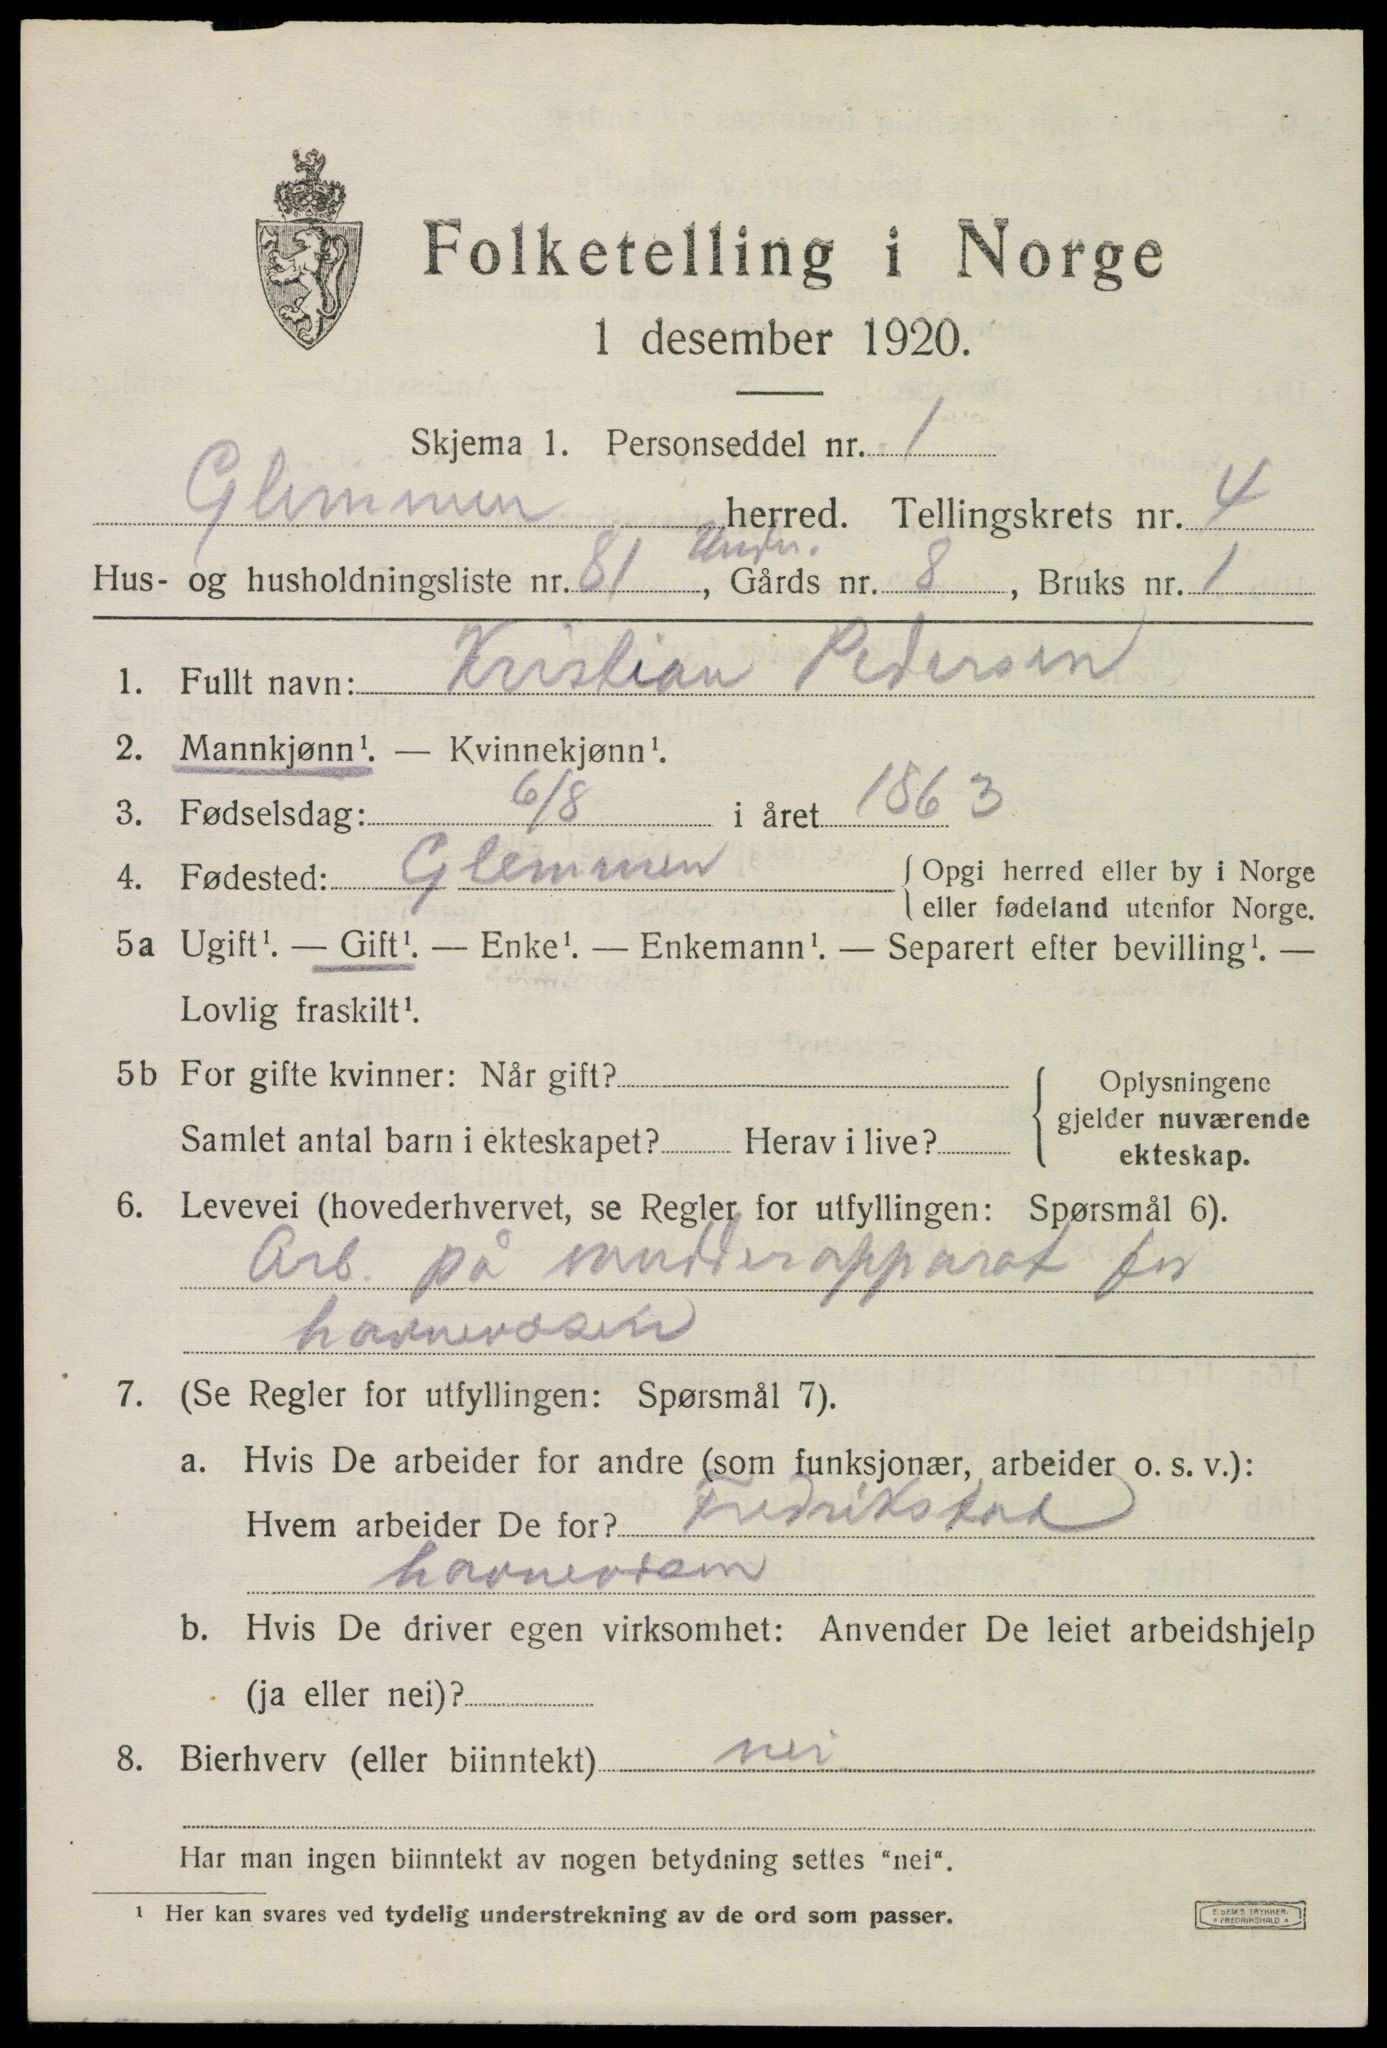 Folketelling i Norge
1 desember 1920.
Skjema 1. Personseddel nr. 1
Glemmen herred. Tellingskrets nr. 4
Hus- og husholdningsliste nr. 81, Gårds nr. 8, Bruks nr. 1
1. Fullt navn: Kristian Pedersen
2. Mannkjønn¹. — Kvinnekjønn¹.
3. Fødselsdag: 6/8 i året 1863
4. Fødested: Glemmen { Opgi herred eller by i Norge
eller fødeland utenfor Norge.
5a Ugift¹. — Gift¹. — Enke¹. — Enkemann¹. — Separert efter bevilling¹. —
Lovlig fraskilt¹.
5b For gifte kvinner: Når gift? { Oplysningene
gjelder nuværende
Samlet antal barn i ekteskapet? Herav i live? ekteskap.
6. Levevei (hovederhvervet, se Regler for utfyllingen: Spørsmål 6).
Arb. på mudderapparat for
havnevæsen
7. (Se Regler for utfyllingen: Spørsmål 7).
a. Hvis De arbeider for andre (som funksjonær, arbeider o. s. v.):
Hvem arbeider De for? Fredrikstad
havnevæsen
b. Hvis De driver egen virksomhet: Anvender De leiet arbeidshjelp
(ja eller nei)?
8. Bierhverv (eller biinntekt) nei
Har man ingen biinntekt av nogen betydning settes "nei".
¹ Her kan svares ved tydelig understrekning av de ord som passer.
E. SEM'S TRYKKERI
* FREDRIKSHALD *